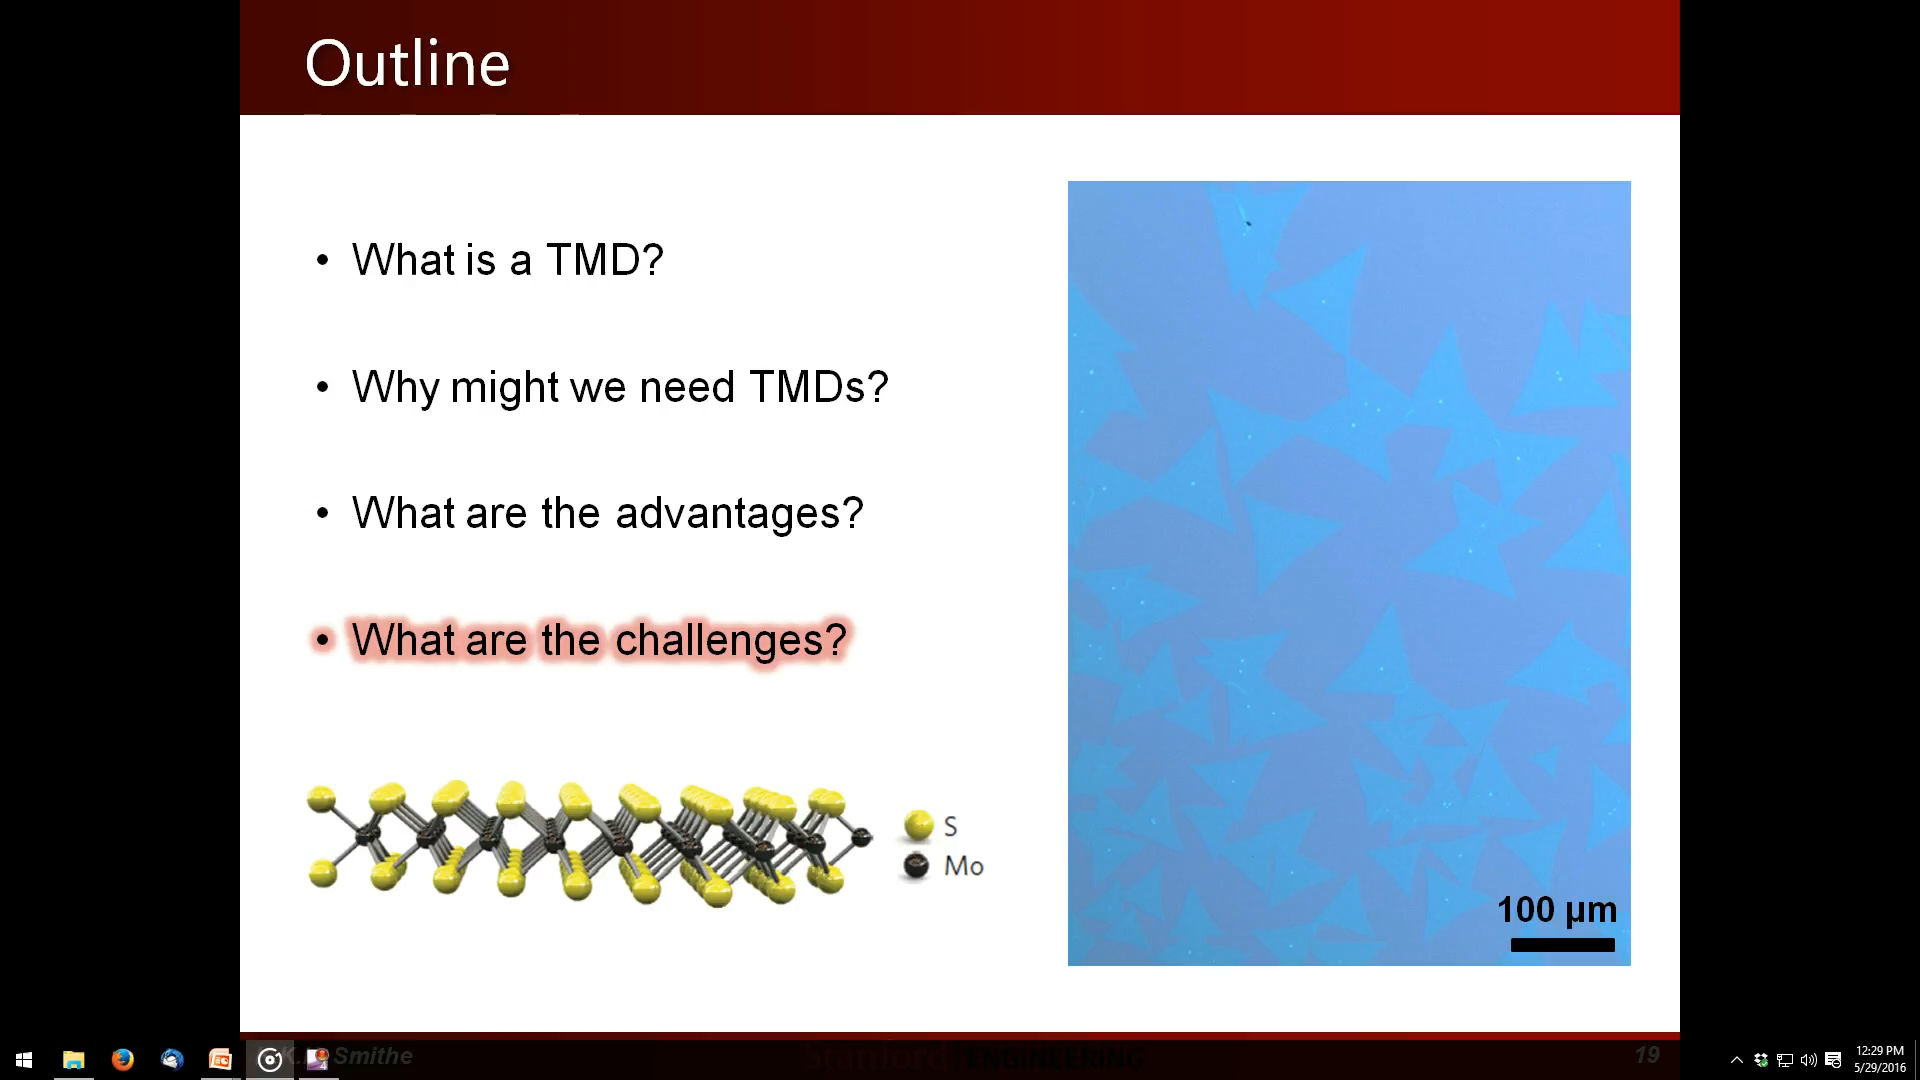 Outline
• What is a TMD?
• Why might we need TMDs?
• What are the advantages?
• What are the challenges?
S
Mo
100 µm
Smithe
ENGINEERING
19
12:29 PM
5/29/2016